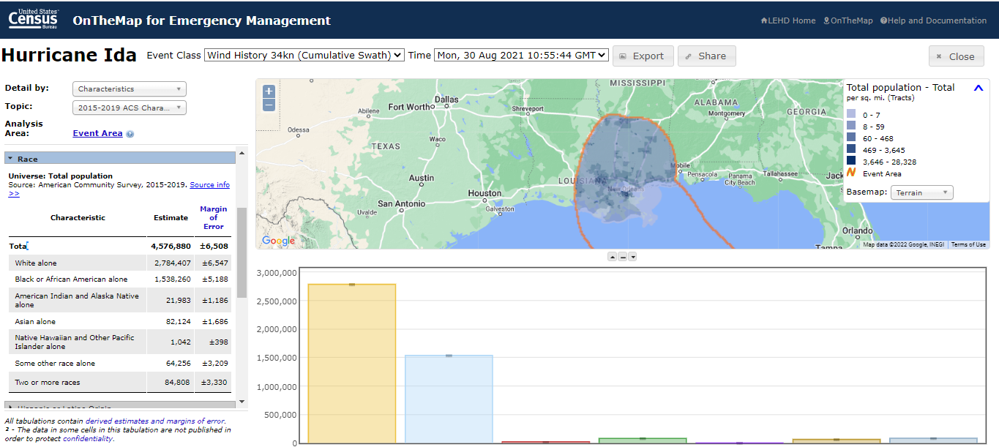 United States®
Census
Bureau
OnTheMap for Emergency Management
LEHD Home OnTheMap Help and Documentation
Hurricane Ida Event Class Wind History 34kn (Cumulative Swath) Time Mon, 30 Aug 2021 10:55:44 GMT Export Share Close
Detail by: Characteristics
Topic: 2015-2019 ACS Chara...
Analysis
Area: Event Area
Race
Universe: Total population
Source: American Community Survey, 2015-2019. Source info
>>
Characteristic Estimate Margin
of
Error
Total 4,576,880 ±6,508
White alone 2,784,407 ±6,547
Black or African American alone 1,538,260 ±5,188
American Indian and Alaska Native
alone 21,983 ±1,186
Asian alone 82,124 ±1,686
Native Hawaiian and Other Pacific
Islander alone 1,042 ±398
Some other race alone 64,256 ±3,209
Two or more races 84,808 ±3,330
Hispanic or Latino Origin
All tabulations contain derived estimates and margins of error.
² - The data in some cells in this tabulation are not published in
order to protect confidentiality.
+
−
MISSISSIPPI
Dallas
Fort Worth
Abilene
Shreveport
ALABAMA
Montgomery
GEORGIA
Odessa
Waco
TEXAS
Austin
LOUISIANA
Mobile
Pensacola
Panama
City Beach
Tallahassee
Jack
New Orleans
Houston
San Antonio
Galveston
Uvalde
Orlando
Tampa
Google
Map data ©2022 Google, INEGI Terms of Use
Total population - Total
per sq. mi. (Tracts)
0 - 7
8 - 59
60 - 468
469 - 3,645
3,646 - 28,328
Event Area
Basemap: Terrain
3,000,000
2,500,000
2,000,000
1,500,000
1,000,000
500,000
0